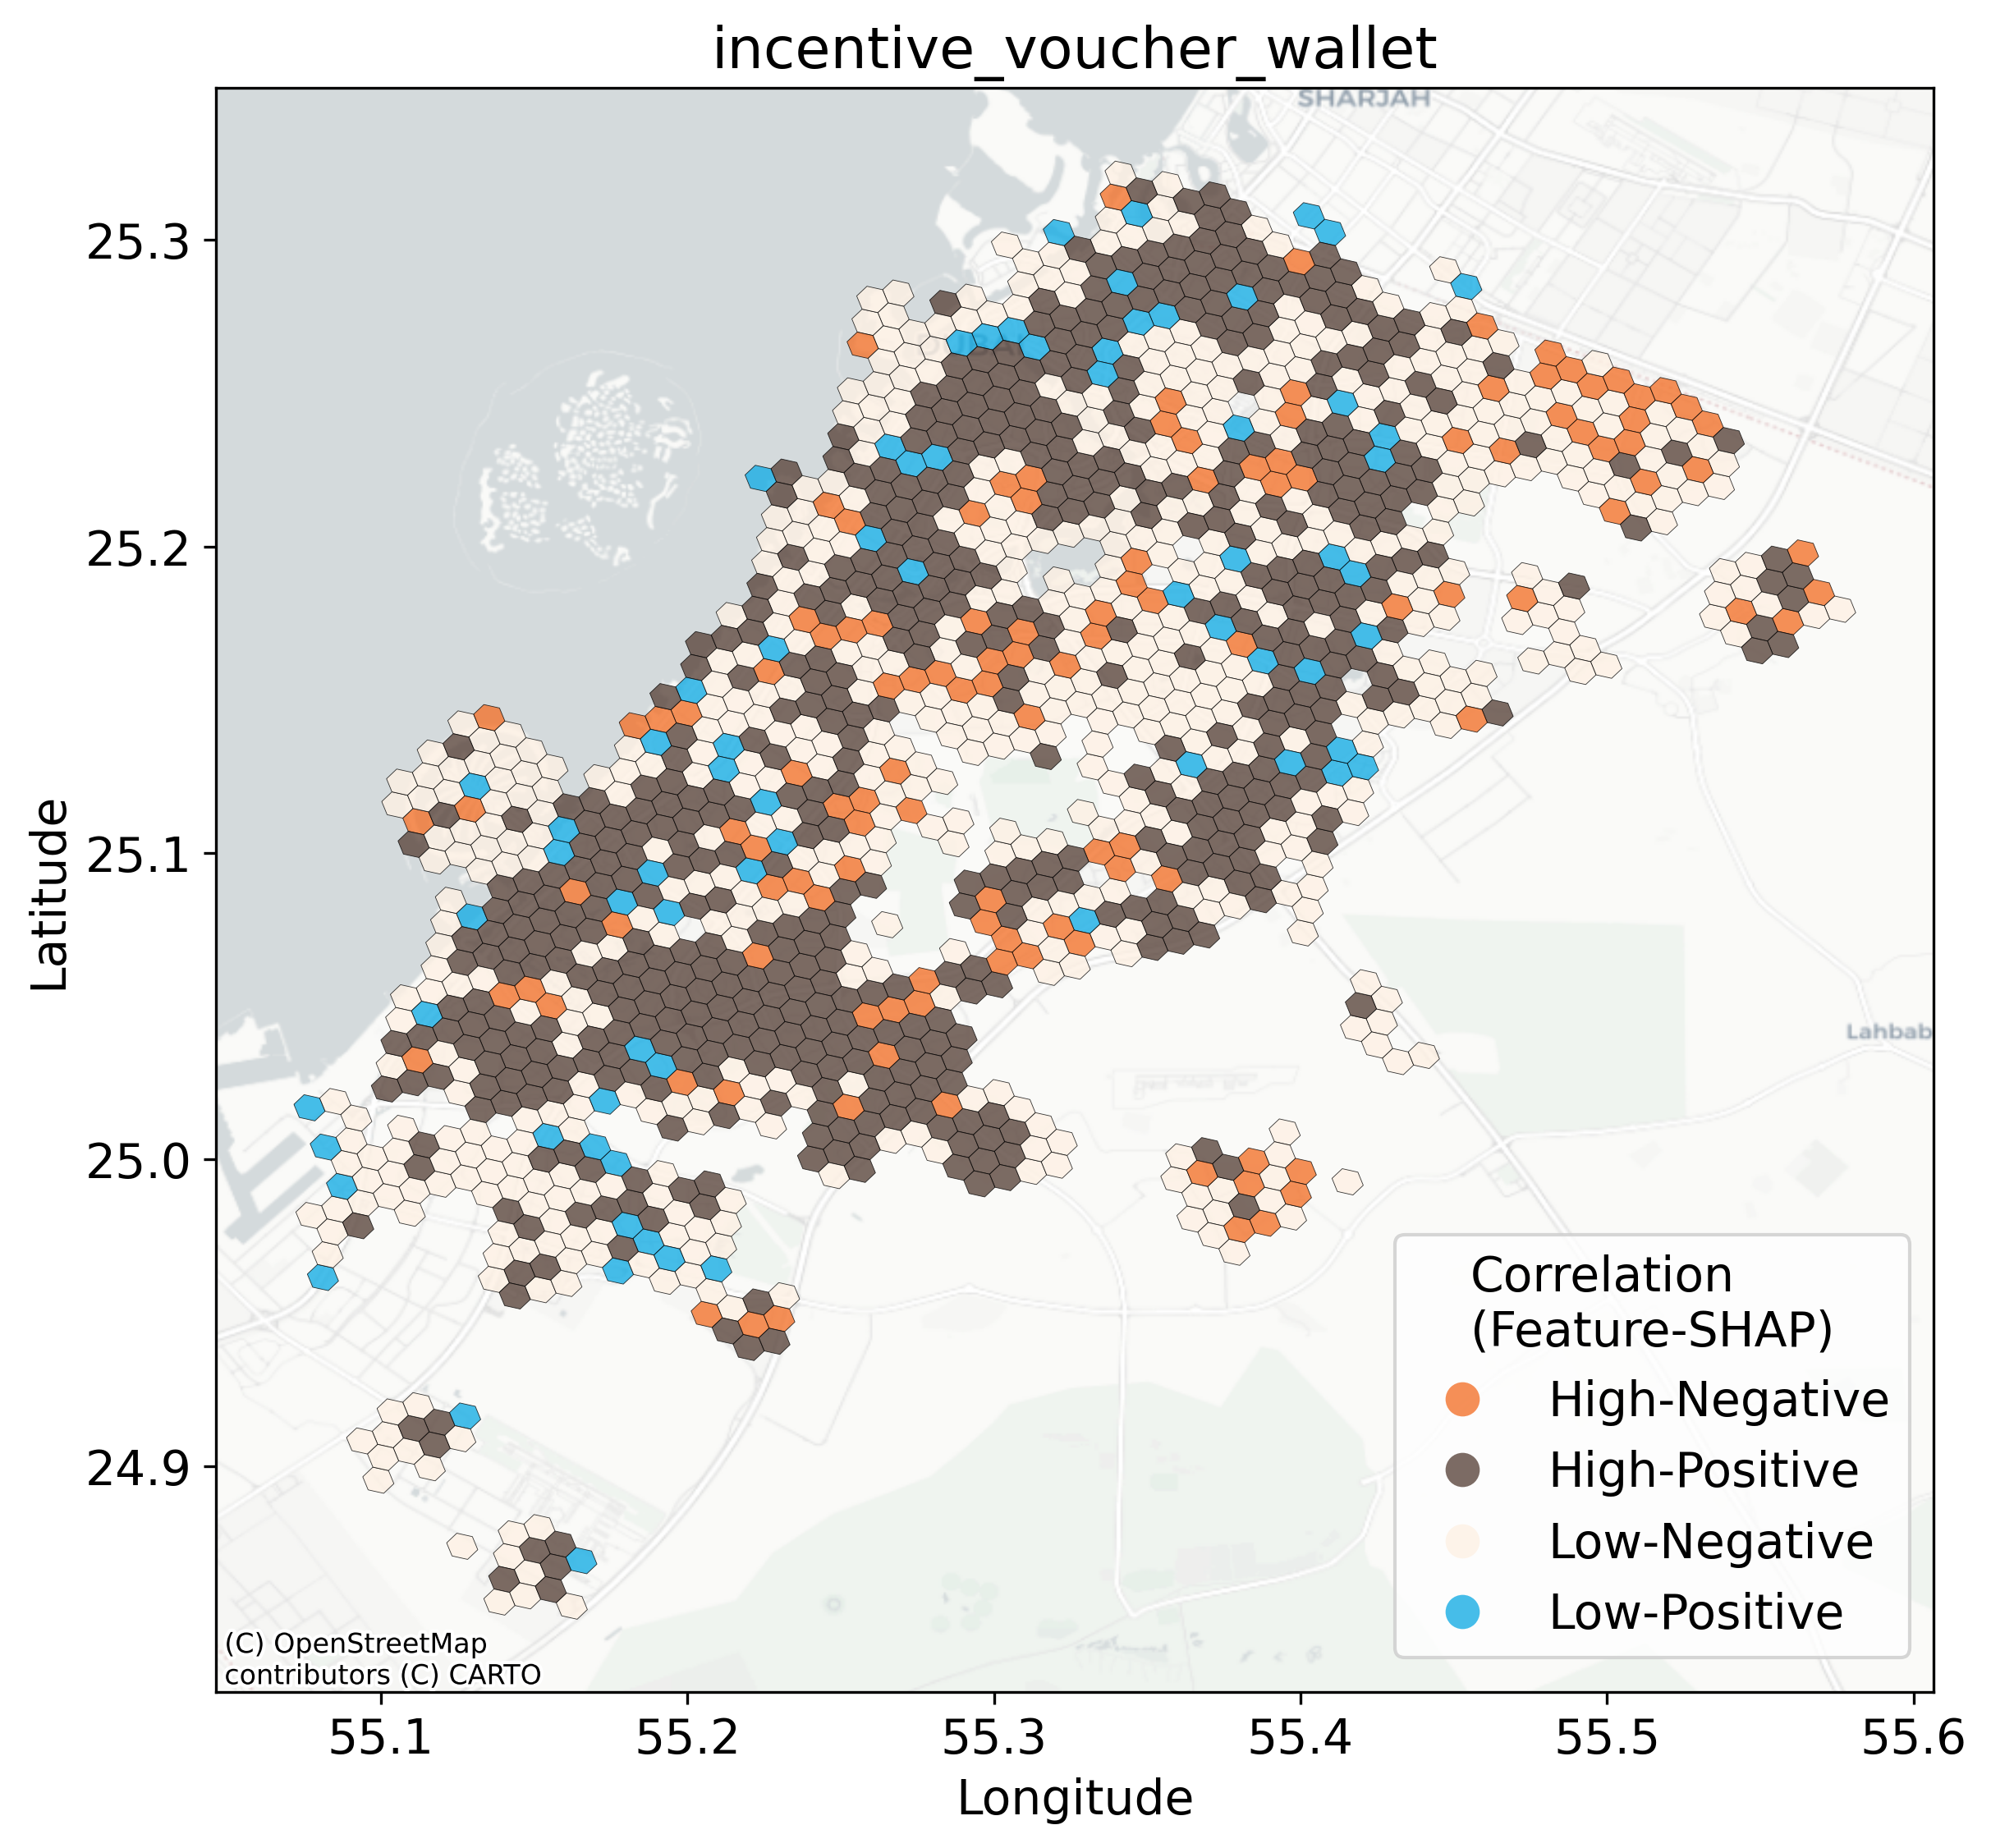 incentive_voucher_wallet
SHARJAH
DUBAI
Lahbab
25.3
25.2
25.1
25.0
24.9
Latitude
55.1
55.2
55.3
55.4
55.5
55.6
Longitude
Correlation
(Feature-SHAP)
High-Negative
High-Positive
Low-Negative
Low-Positive
(C) OpenStreetMap
contributors (C) CARTO